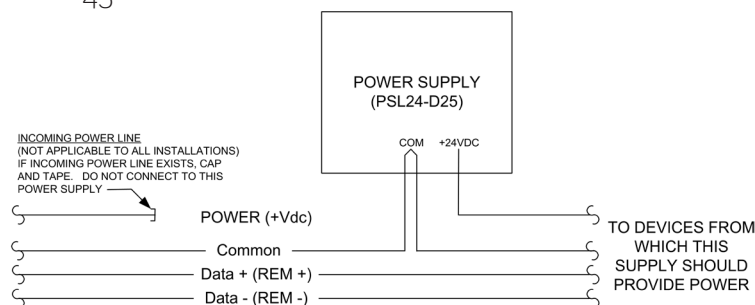 45
POWER SUPPLY
(PSL24-D25)
COM +24VDC
INCOMING POWER LINE
(NOT APPLICABLE TO ALL INSTALLATIONS)
IF INCOMING POWER LINE EXISTS, CAP
AND TAPE. DO NOT CONNECT TO THIS
POWER SUPPLY
POWER (+Vdc)
Common
Data + (REM +)
Data - (REM -)
TO DEVICES FROM
WHICH THIS
SUPPLY SHOULD
PROVIDE POWER